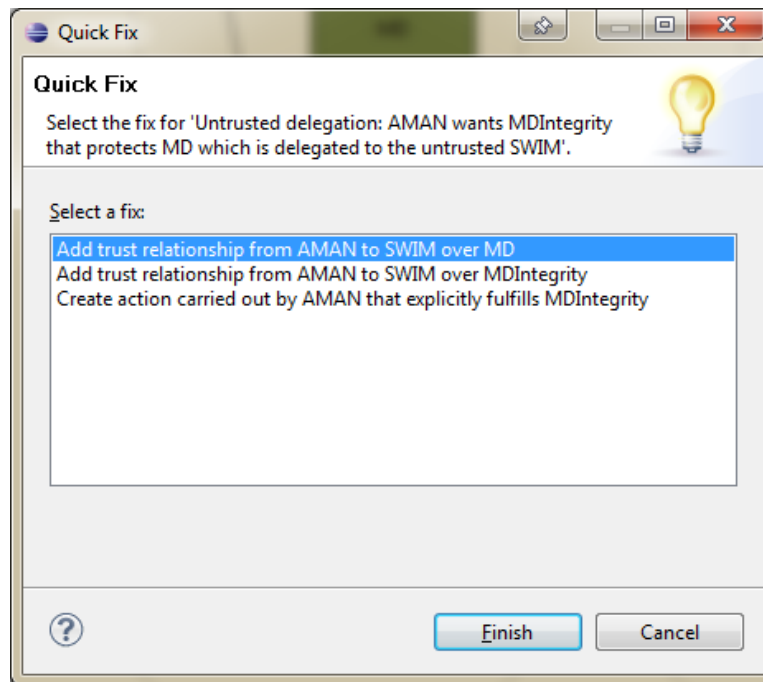 Quick Fix
Quick Fix
Select the fix for 'Untrusted delegation: AMAN wants MDIntegrity
that protects MD which is delegated to the untrusted SWIM'.
Select a fix:
Add trust relationship from AMAN to SWIM over MD
Add trust relationship from AMAN to SWIM over MDIntegrity
Create action carried out by AMAN that explicitly fulfills MDIntegrity
?
Finish
Cancel